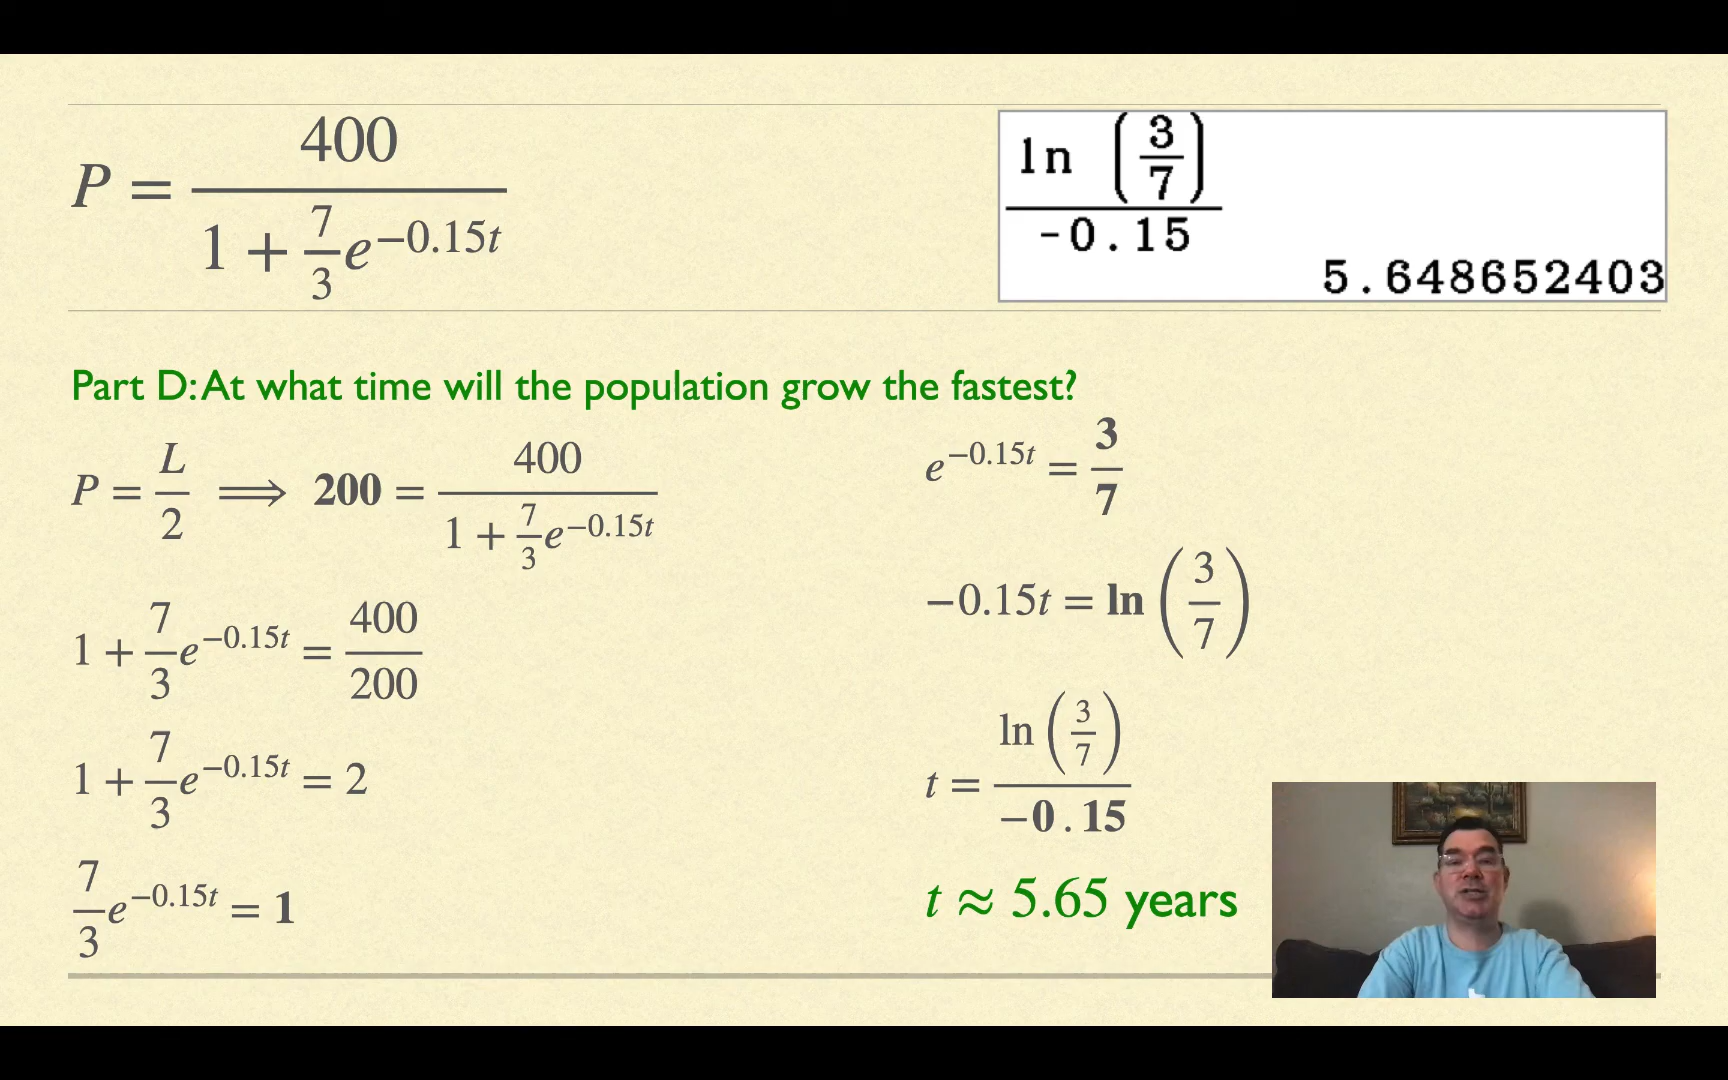 P = 400 / (1 + 7/3 e^(−0.15t))
ln (3/7) / -0.15
5.648652403
Part D: At what time will the population grow the fastest?
P = L/2 ⟹ 200 = 400 / (1 + 7/3 e^(−0.15t))
1 + 7/3 e^(−0.15t) = 400/200
1 + 7/3 e^(−0.15t) = 2
7/3 e^(−0.15t) = 1
e^(−0.15t) = 3/7
−0.15t = ln (3/7)
t = ln (3/7) / −0.15
t ≈ 5.65 years